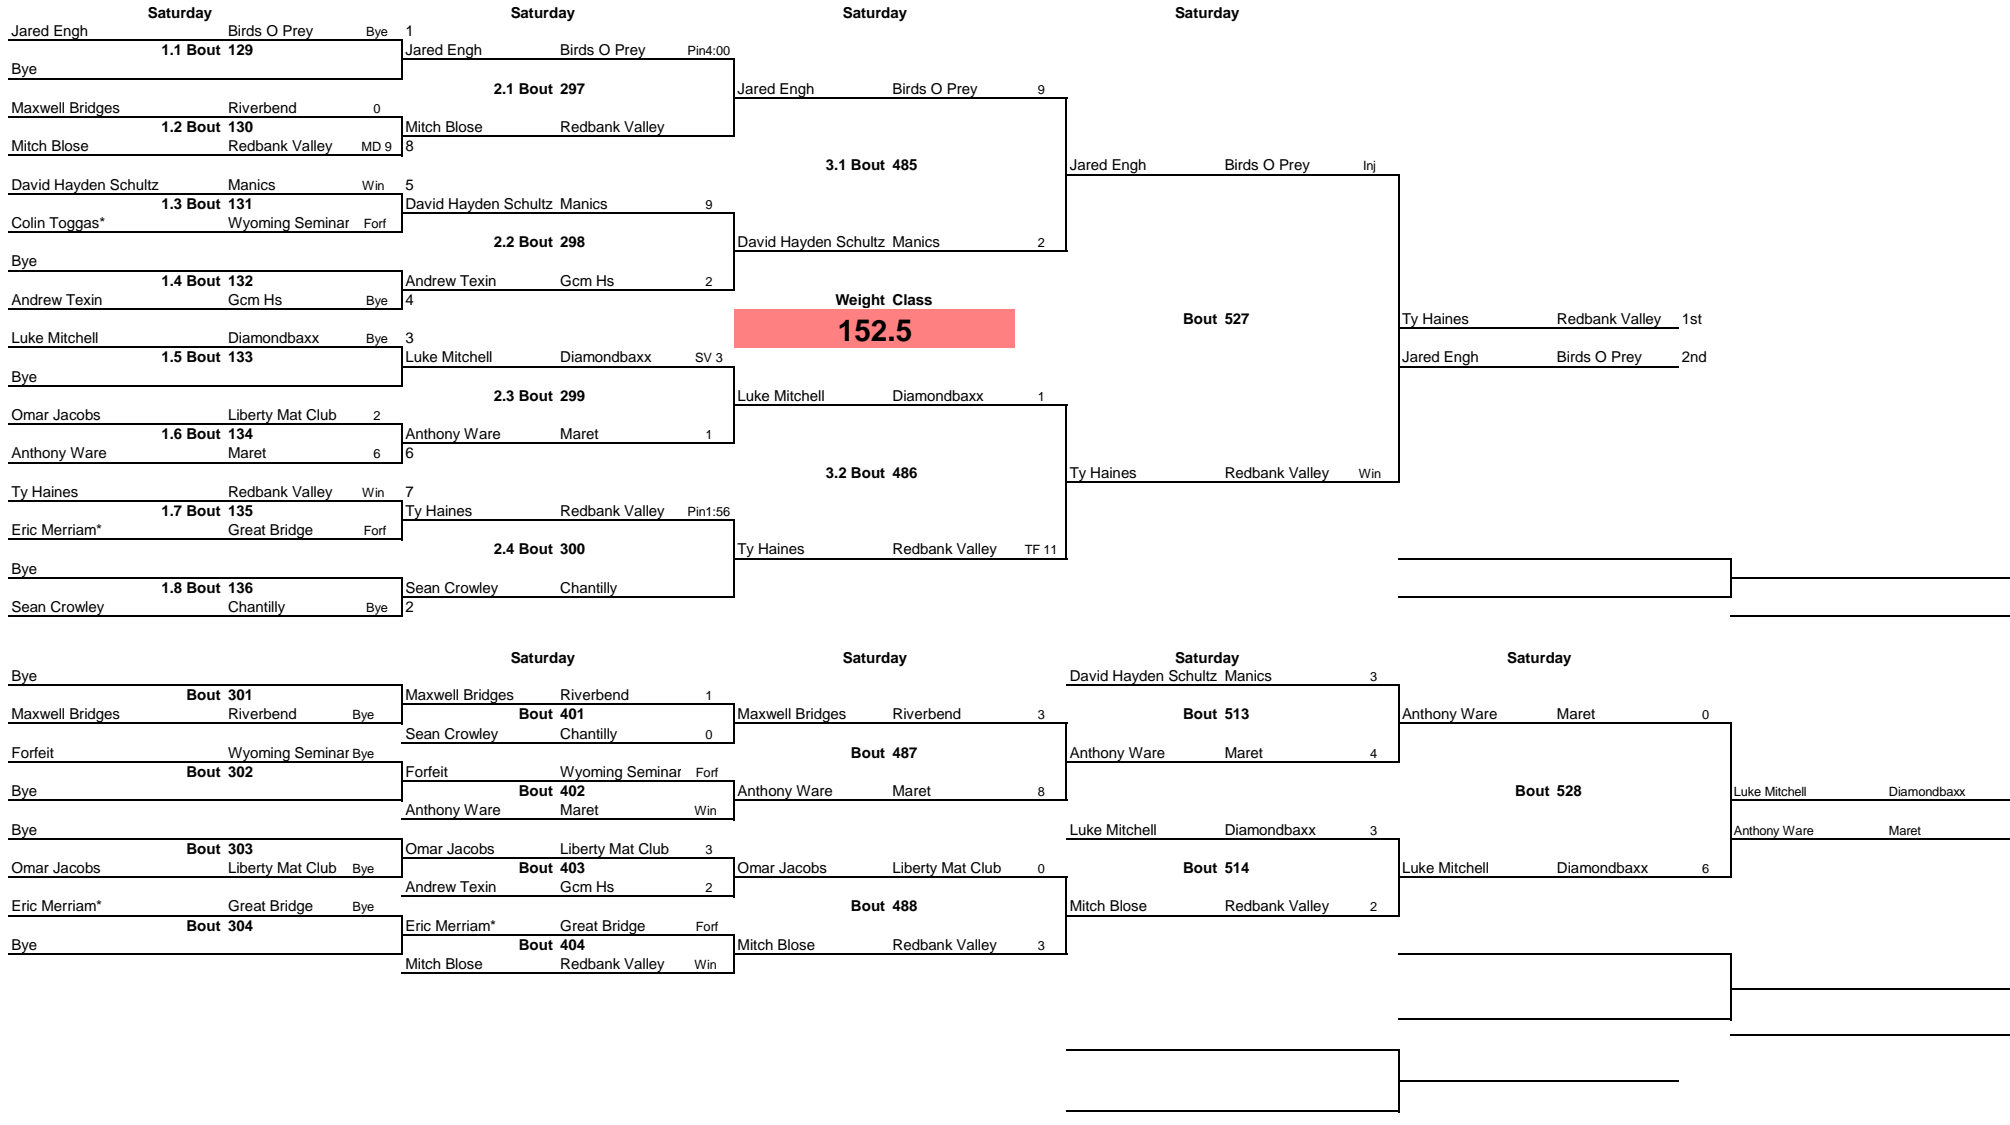 Saturday Saturday Saturday Saturday
Jared Engh Birds O Prey Bye 1
1.1 Bout 129 Jared Engh Birds O Prey Pin4:00
Bye
2.1 Bout 297 Jared Engh Birds O Prey 9
Maxwell Bridges Riverbend 0
1.2 Bout 130 Mitch Blose Redbank Valley
Mitch Blose Redbank Valley MD 9 8
3.1 Bout 485 Jared Engh Birds O Prey Inj
David Hayden Schultz Manics Win 5
1.3 Bout 131 David Hayden Schultz Manics 9
Colin Toggas* Wyoming Seminar Forf
2.2 Bout 298 David Hayden Schultz Manics 2
Bye
1.4 Bout 132 Andrew Texin Gcm Hs 2
Andrew Texin Gcm Hs Bye 4 Weight Class
Bout 527 Ty Haines Redbank Valley 1st
152.5
Luke Mitchell Diamondbaxx Bye 3
1.5 Bout 133 Luke Mitchell Diamondbaxx SV 3 Jared Engh Birds O Prey 2nd
Bye
2.3 Bout 299 Luke Mitchell Diamondbaxx 1
Omar Jacobs Liberty Mat Club 2
1.6 Bout 134 Anthony Ware Maret 1
Anthony Ware Maret 6 6
3.2 Bout 486 Ty Haines Redbank Valley Win
Ty Haines Redbank Valley Win 7
1.7 Bout 135 Ty Haines Redbank Valley Pin1:56
Eric Merriam* Great Bridge Forf
2.4 Bout 300 Ty Haines Redbank Valley TF 11
Bye
1.8 Bout 136 Sean Crowley Chantilly
Sean Crowley Chantilly Bye 2
Saturday Saturday Saturday Saturday
Bye David Hayden Schultz Manics 3
Bout 301 Maxwell Bridges Riverbend 1
Maxwell Bridges Riverbend Bye Bout 401 Maxwell Bridges Riverbend 3 Bout 513 Anthony Ware Maret 0
Sean Crowley Chantilly 0
Forfeit Wyoming Seminar Bye Bout 487 Anthony Ware Maret 4
Bout 302 Forfeit Wyoming Seminar Forf
Bye Bout 402 Anthony Ware Maret 8 Bout 528 Luke Mitchell Diamondbaxx
Anthony Ware Maret Win
Bye Luke Mitchell Diamondbaxx 3 Anthony Ware Maret
Bout 303 Omar Jacobs Liberty Mat Club 3
Omar Jacobs Liberty Mat Club Bye Bout 403 Omar Jacobs Liberty Mat Club 0 Bout 514 Luke Mitchell Diamondbaxx 6
Andrew Texin Gcm Hs 2
Eric Merriam* Great Bridge Bye Bout 488 Mitch Blose Redbank Valley 2
Bout 304 Eric Merriam* Great Bridge Forf
Bye Bout 404 Mitch Blose Redbank Valley 3
Mitch Blose Redbank Valley Win